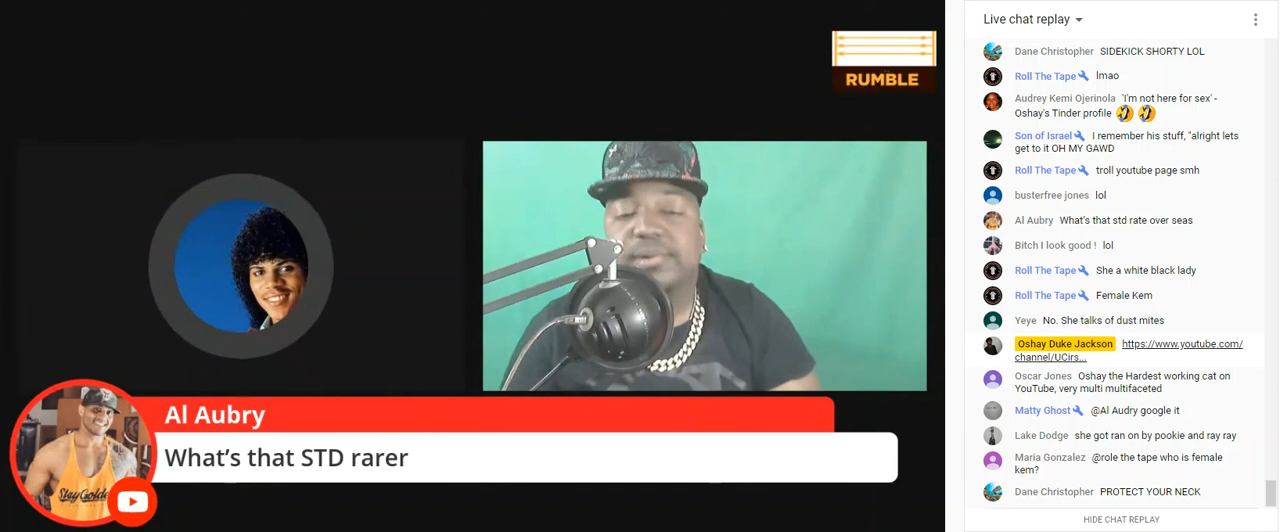 RUMBLE
Al Aubry
What's that STD rarer
Live chat replay
Dane Christopher SIDEKICK SHORTY LOL
Roll The Tape lmao
Audrey Kemi Ojerinola 'I'm not here for sex' -
Oshay's Tinder profile 🤣 🤣
Son of Israel I remember his stuff, "alright lets
get to it OH MY GAWD
Roll The Tape troll youtube page smh
busterfree jones lol
Al Aubry What's that std rate over seas
Bitch I look good ! lol
Roll The Tape She a white black lady
Roll The Tape Female Kem
Yeye No. She talks of dust mites
Oshay Duke Jackson https://www.youtube.com/
channel/UCirs...
Oscar Jones Oshay the Hardest working cat on
YouTube, very multi multifaceted
Matty Ghost @Al Audry google it
Lake Dodge she got ran on by pookie and ray ray
Maria Gonzalez @role the tape who is female
kem?
Dane Christopher PROTECT YOUR NECK
HIDE CHAT REPLAY